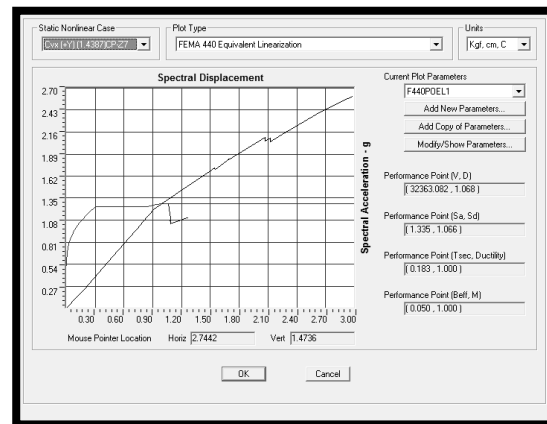 Static Nonlinear Case
Cvx (+Y) (1.4387)CP-Z7
Plot Type
FEMA 440 Equivalent Linearization
Units
Kgf, cm, C
Spectral Displacement
2.70
2.43
2.16
1.89
1.62
1.35
1.08
0.81
0.54
0.27
0.30 0.60 0.90 1.20 1.50 1.80 2.10 2.40 2.70 3.00
Spectral Acceleration - g
Mouse Pointer Location Horiz 2.7442 Vert 1.4736
Current Plot Parameters
F440POEL1
Add New Parameters...
Add Copy of Parameters...
Modify/Show Parameters...
Performance Point (V, D)
( 32363.082 , 1.068 )
Performance Point (Sa, Sd)
( 1.335 , 1.066 )
Performance Point (Tsec, Ductility)
( 0.183 , 1.000 )
Performance Point (Beff, M)
( 0.050 , 1.000 )
OK
Cancel